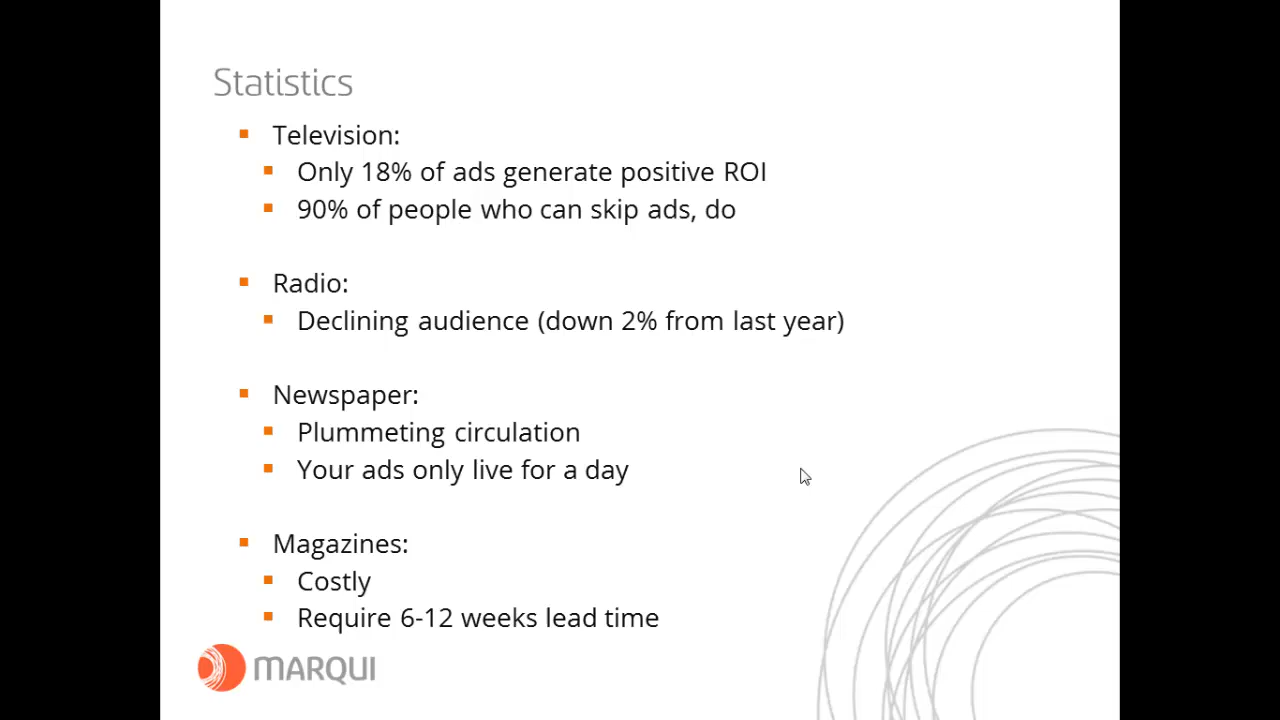 Statistics
Television:
Only 18% of ads generate positive ROI
90% of people who can skip ads, do
Radio:
Declining audience (down 2% from last year)
Newspaper:
Plummeting circulation
Your ads only live for a day
Magazines:
Costly
Require 6-12 weeks lead time
MARQUI